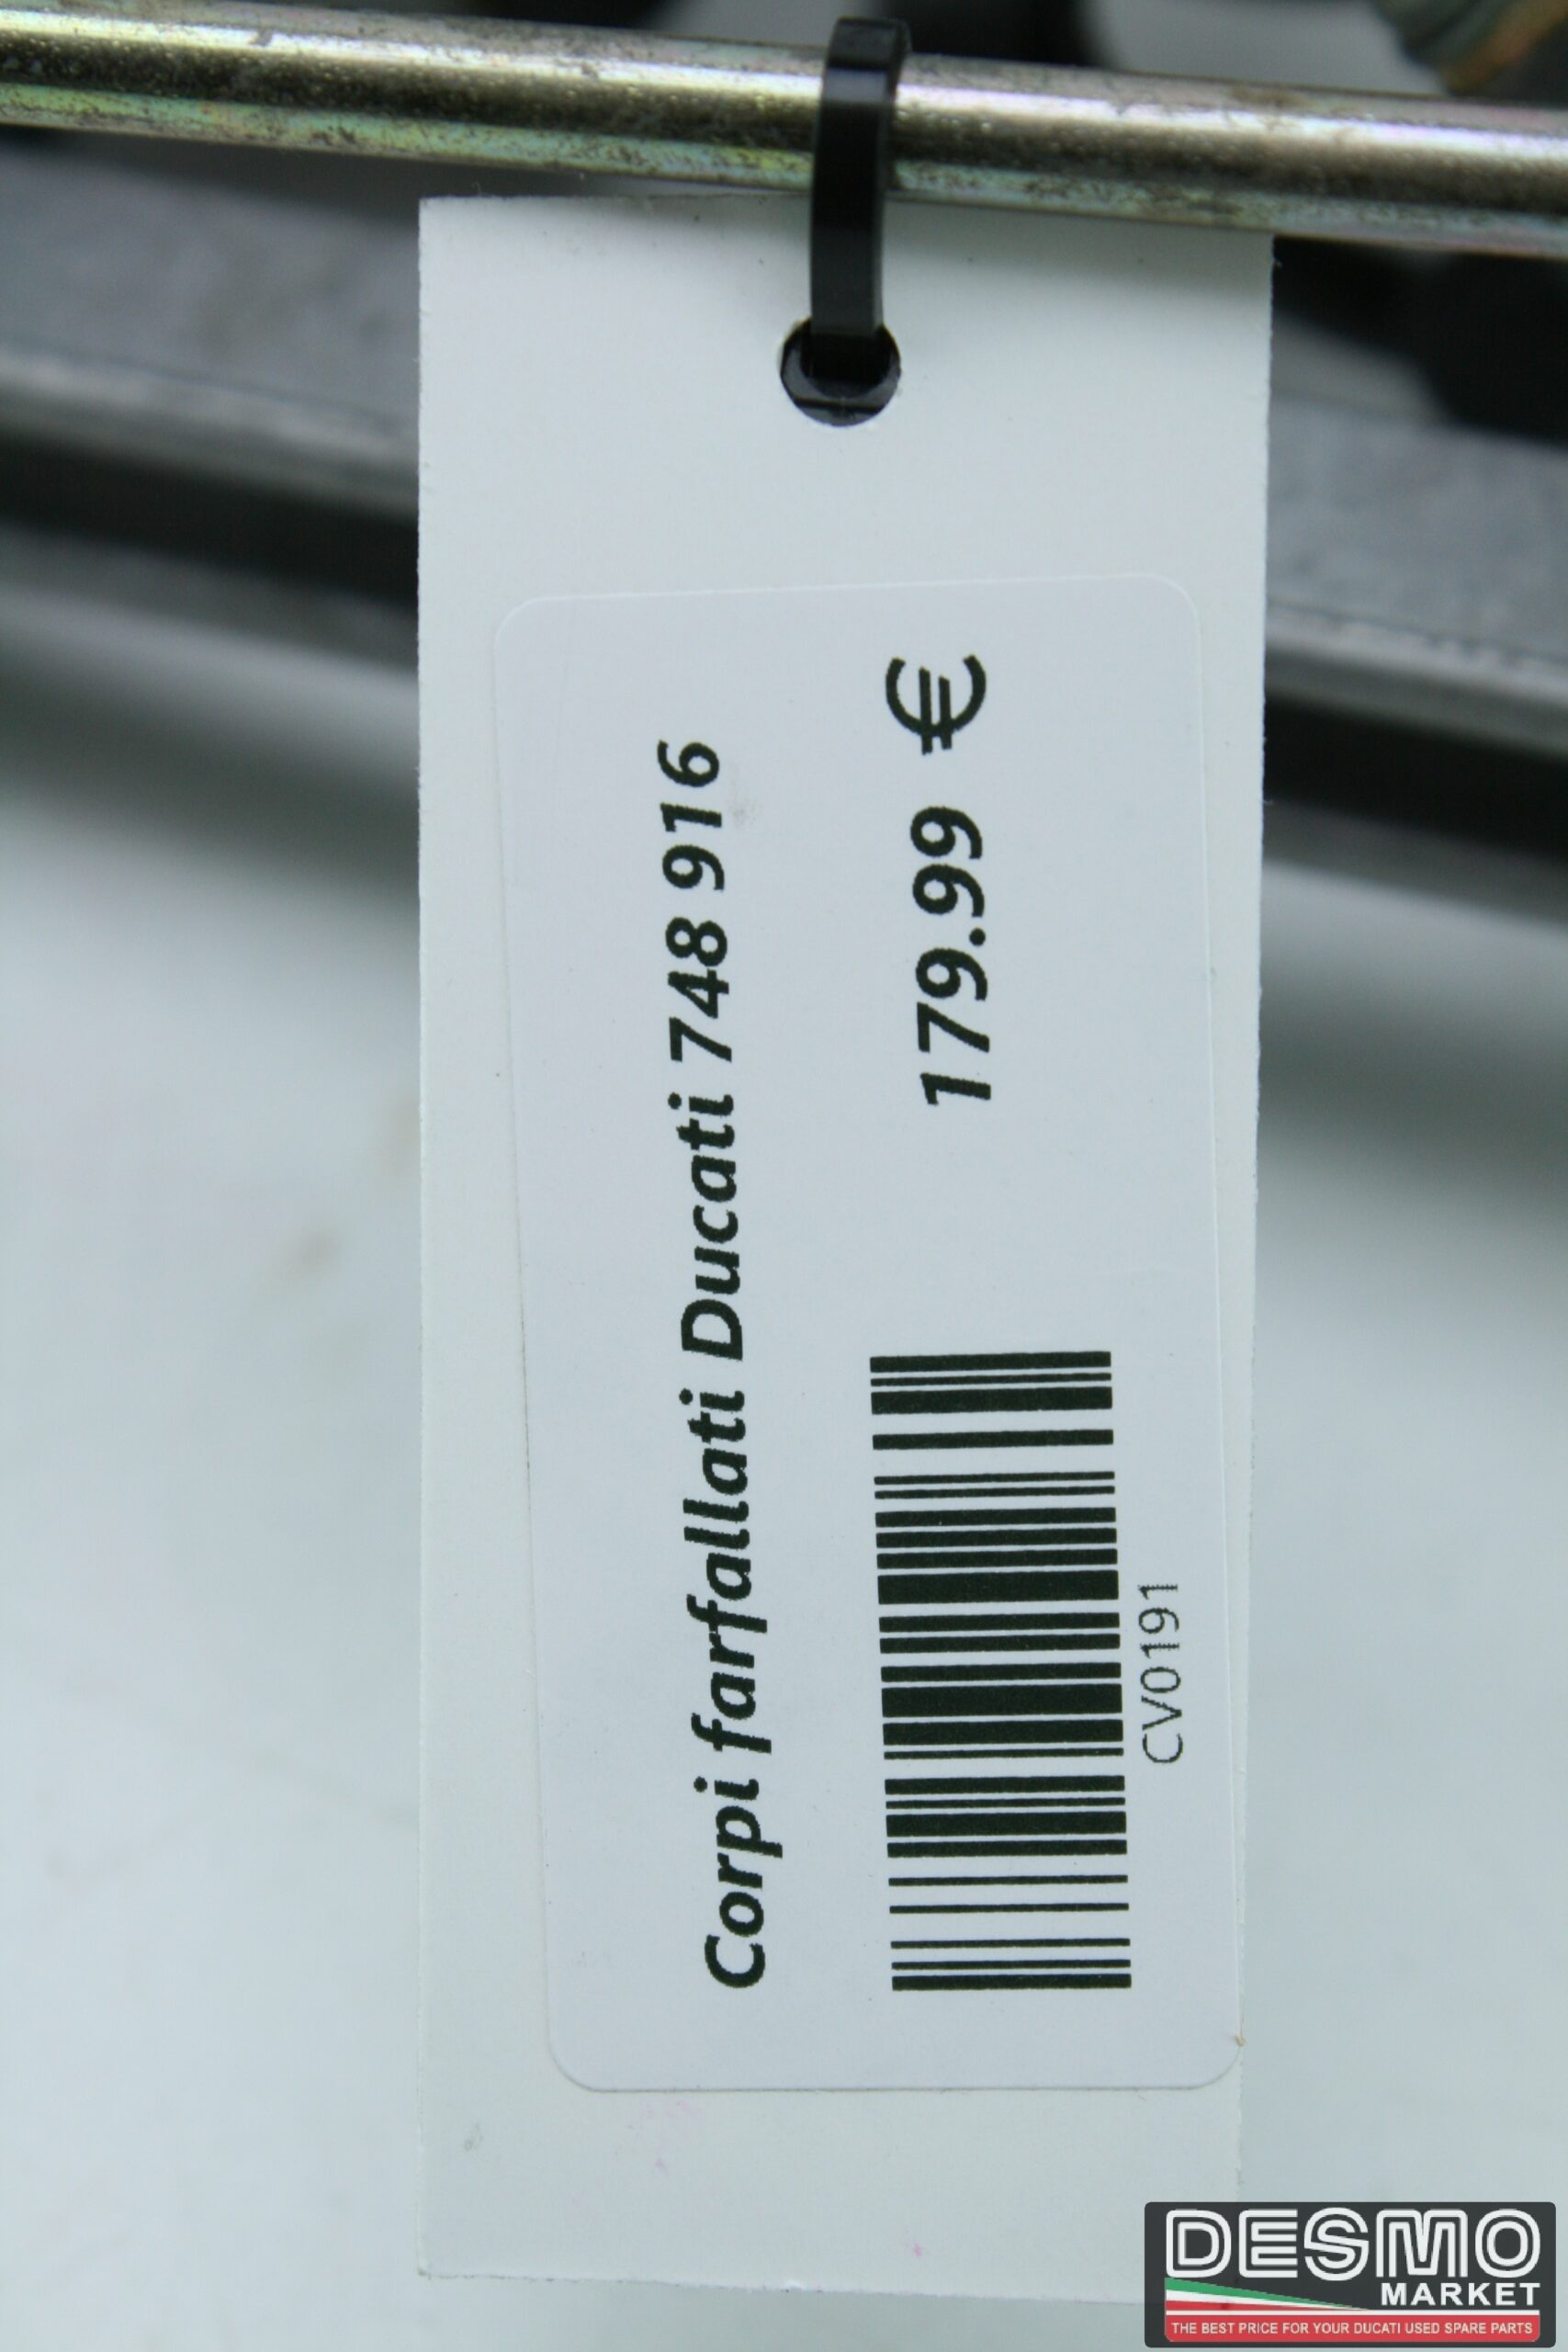 Corpi farfallati Ducati 748 916
179.99 €
CV0191
DESMO
MARKET
THE BEST PRICE FOR YOUR DUCATI USED SPARE PARTS